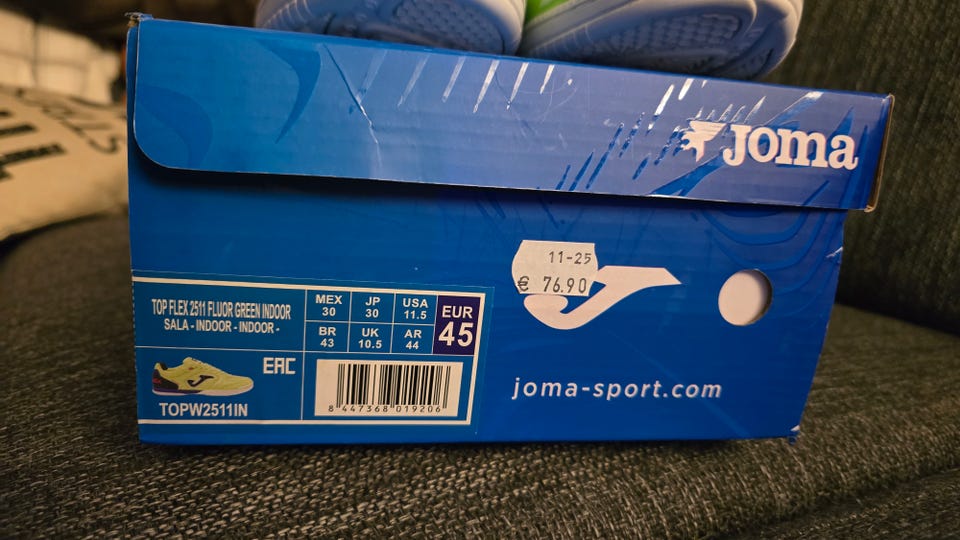 Joma
11-25
€ 76.90
TOP FLEX 2511 FLUOR GREEN INDOOR
SALA - INDOOR - INDOOR -
MEX 30
JP 30
USA 11.5
EUR 45
BR 43
UK 10.5
AR 44
EAC
TOPW2511IN
8 447368 019206
joma-sport.com